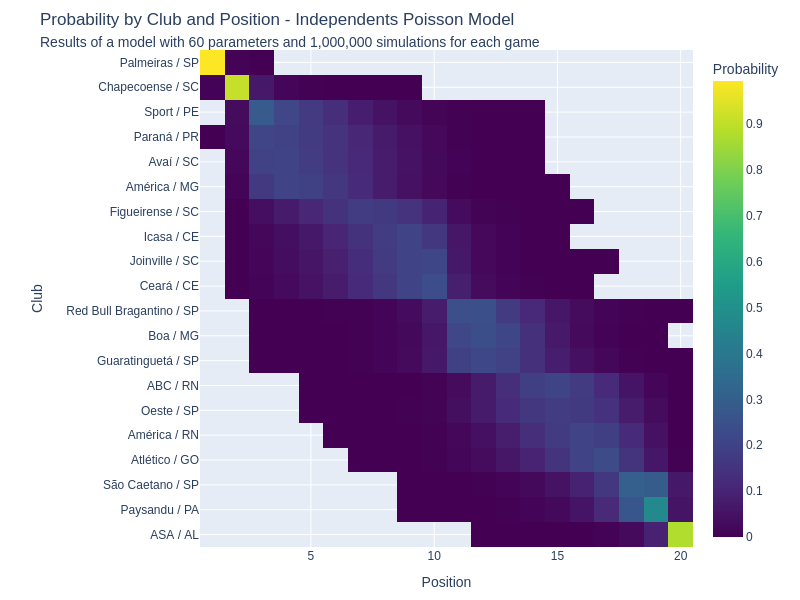 Probability by Club and Position - Independents Poisson Model
Results of a model with 60 parameters and 1,000,000 simulations for each game
Probability
Club
Palmeiras / SP
Chapecoense / SC
Sport / PE
Paraná / PR
Avaí / SC
América / MG
Figueirense / SC
Icasa / CE
Joinville / SC
Ceará / CE
Red Bull Bragantino / SP
Boa / MG
Guaratinguetá / SP
ABC / RN
Oeste / SP
América / RN
Atlético / GO
São Caetano / SP
Paysandu / PA
ASA / AL
0.9
0.8
0.7
0.6
0.5
0.4
0.3
0.2
0.1
0
5 10 15 20
Position